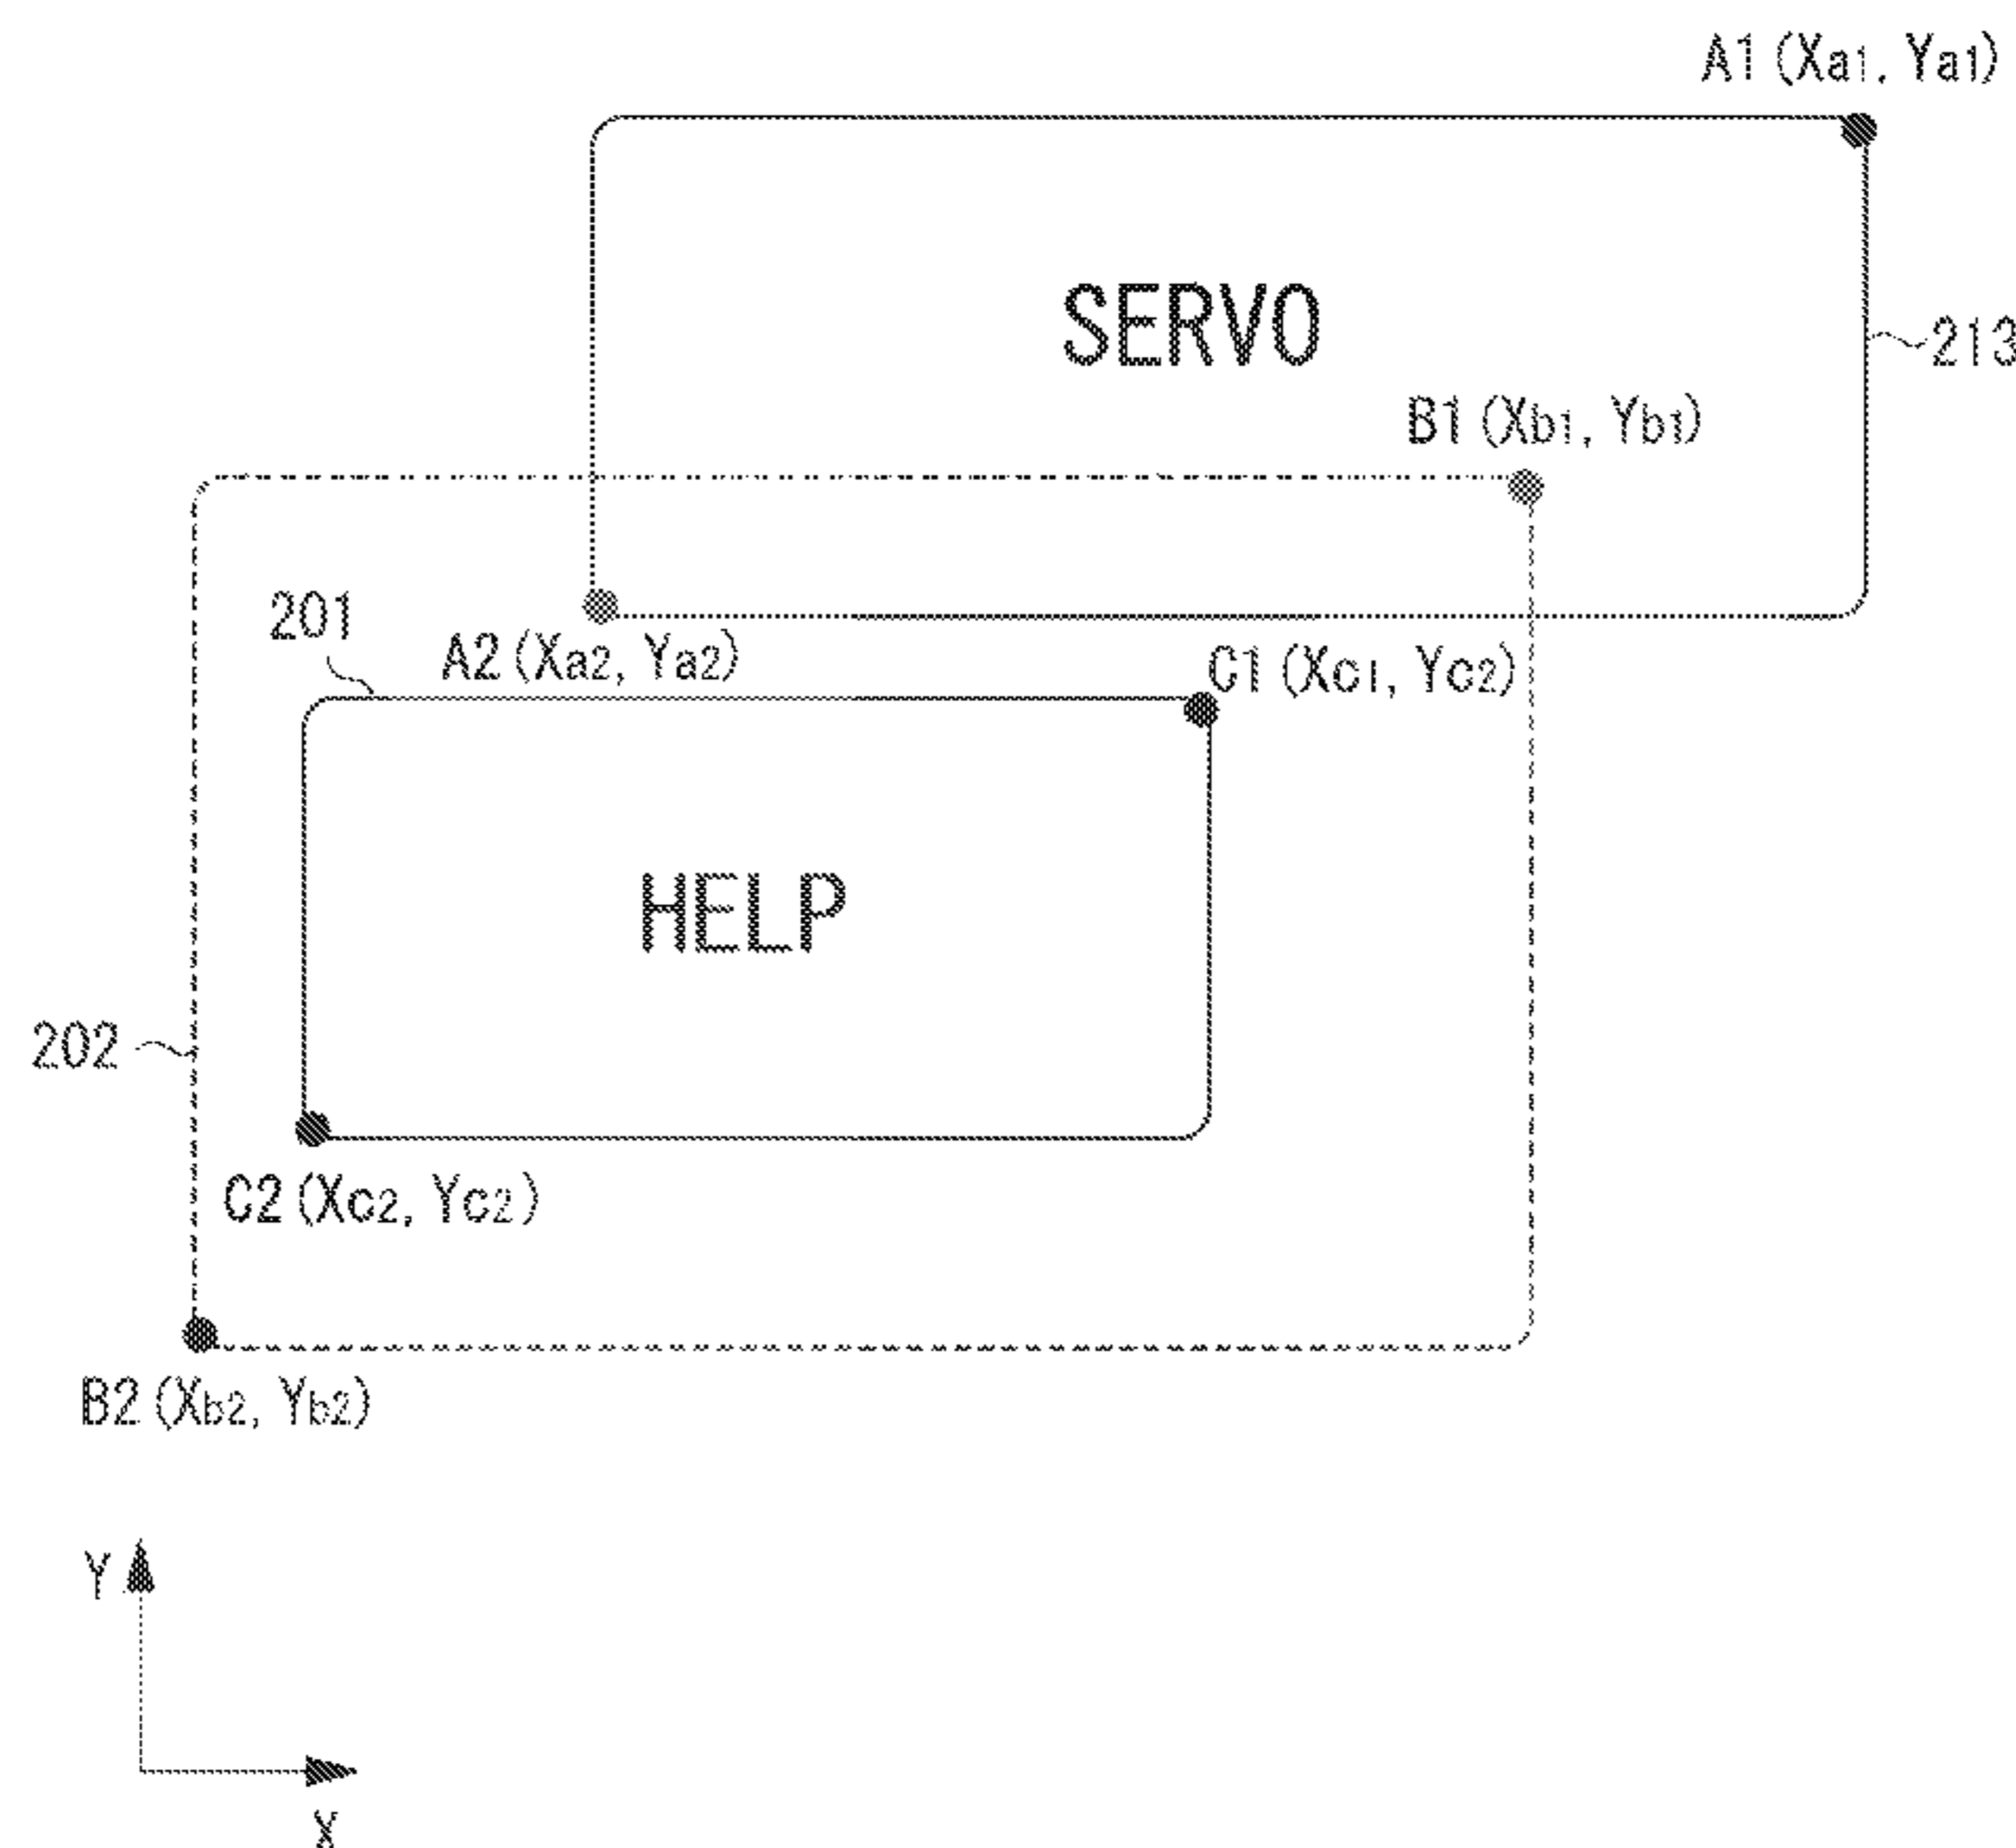 A1 (Xa1, Ya1)
SERVO
213
B1 (Xb1, Yb1)
201
A2 (Xa2, Ya2)
C1 (Xc1, Yc2)
HELP
202
C2 (Xc2, Yc2)
B2 (Xb2, Yb2)
Y
X